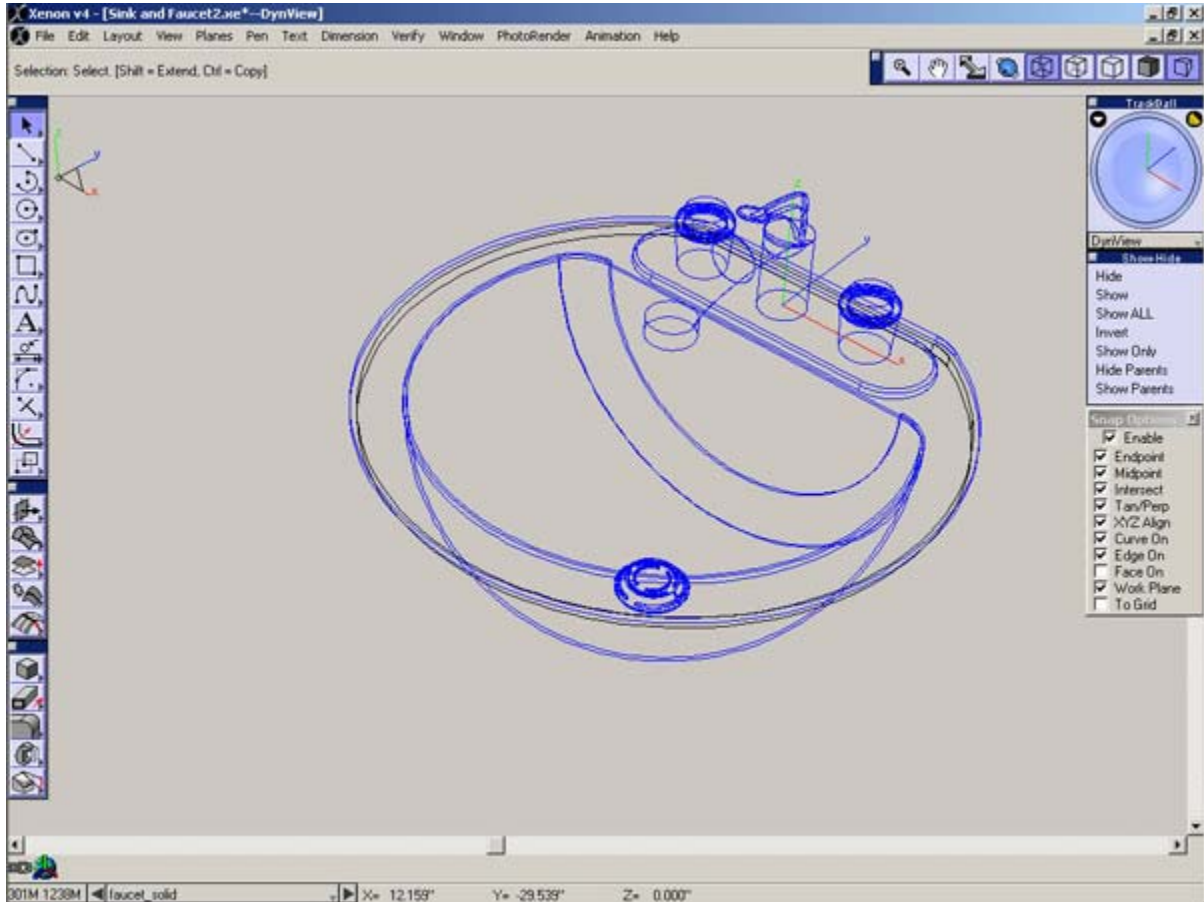 Xenon v4 - [Sink and Faucet2.xe*--DynView]
File Edit Layout View Planes Pen Text Dimension Verify Window PhotoRender Animation Help
Selection: Select. [Shift = Extend, Ctrl = Copy]
TrackBall
z
y
x
z
y
x
DynView
Show Hide
Hide
Show
Show ALL
Invert
Show Only
Hide Parents
Show Parents
Snap Options
Enable
Endpoint
Midpoint
Intersect
Tan/Perp
XYZ Align
Curve On
Edge On
Face On
Work Plane
To Grid
A
301M 1238M faucet_solid X= 12.159" Y= -29.539" Z= 0.000"